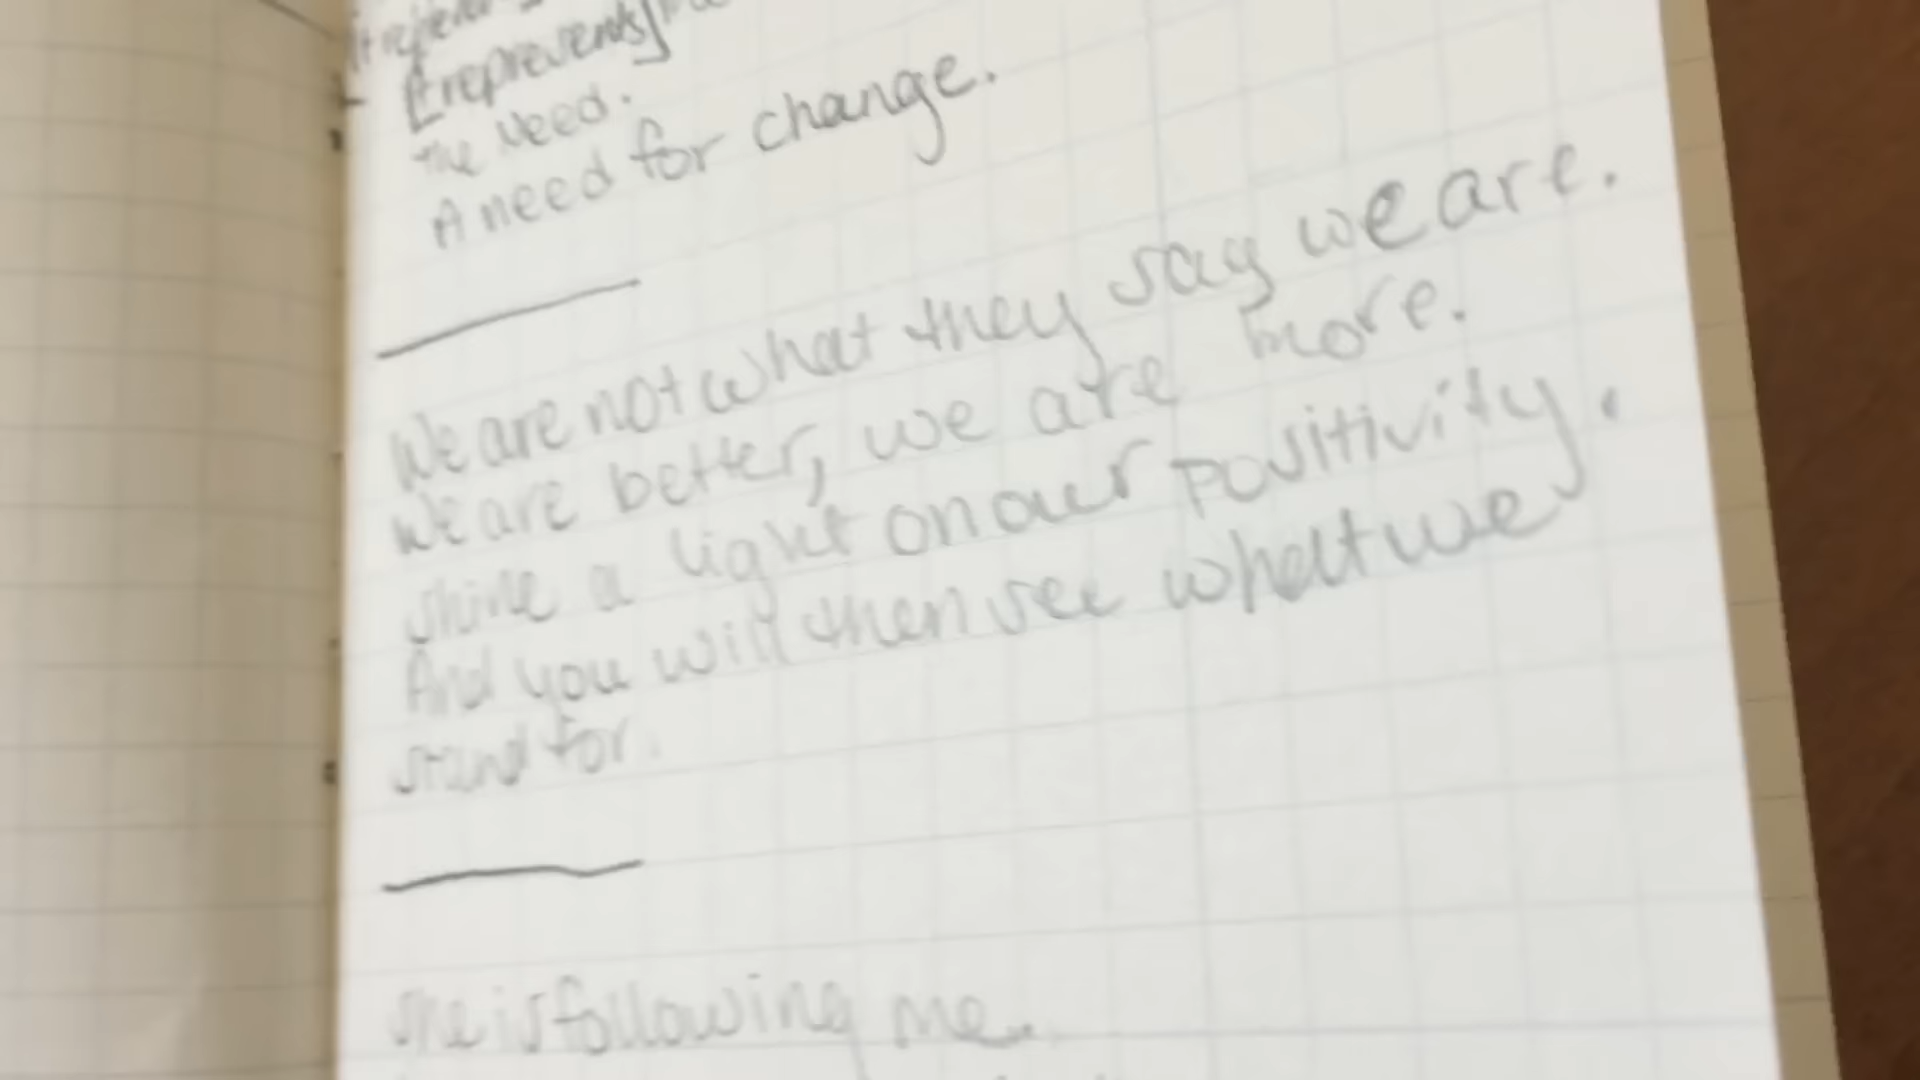 [represents]
the need.
A need for change.
We are not what they say we are.
We are better, we are more.
shine a light on our positivity.
And you will then see what we
stand for.
she is following me.